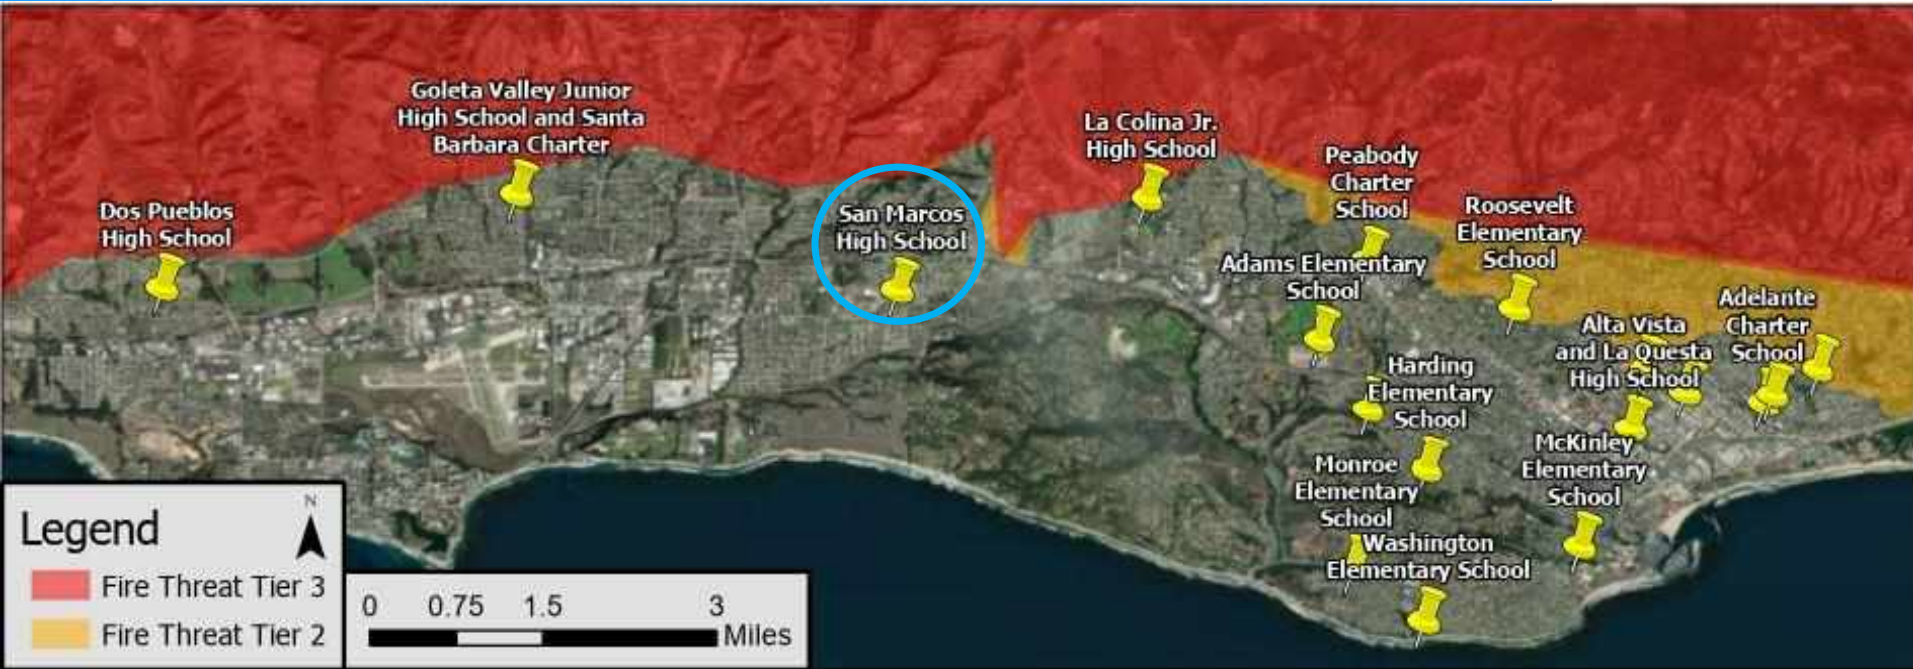 Goleta Valley Junior
High School and Santa
Barbara Charter
La Colina Jr.
High School
Peabody
Charter
School
Dos Pueblos
High School
San Marcos
High School
Roosevelt
Elementary
School
Adams Elementary
School
Adelante
Charter
School
Alta Vista
and La Questa
High School
Harding
Elementary
School
McKinley
Elementary
School
Monroe
Elementary
School
Washington
Elementary School
Legend
N
Fire Threat Tier 3
Fire Threat Tier 2
0 0.75 1.5 3
Miles